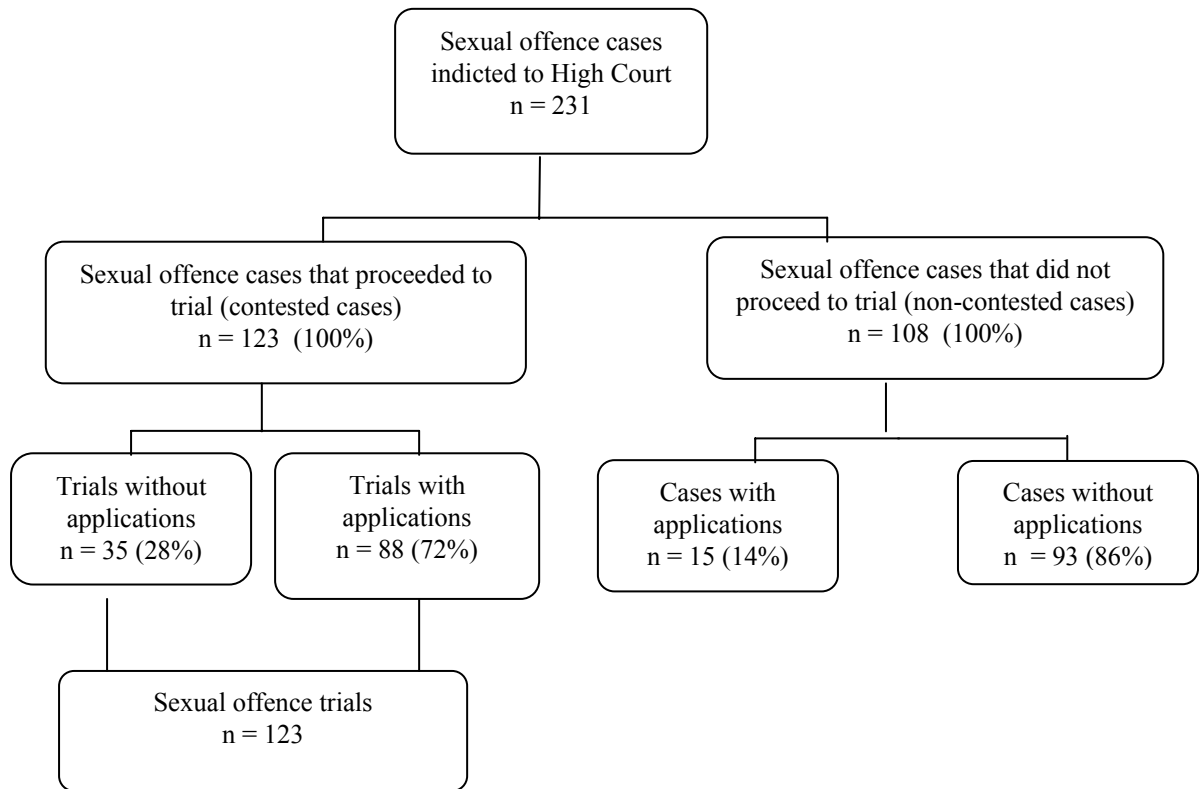 Sexual offence cases
indicted to High Court
n = 231
Sexual offence cases that proceeded to
trial (contested cases)
n = 123 (100%)
Sexual offence cases that did not
proceed to trial (non-contested cases)
n = 108 (100%)
Trials without
applications
n = 35 (28%)
Trials with
applications
n = 88 (72%)
Cases with
applications
n = 15 (14%)
Cases without
applications
n = 93 (86%)
Sexual offence trials
n = 123